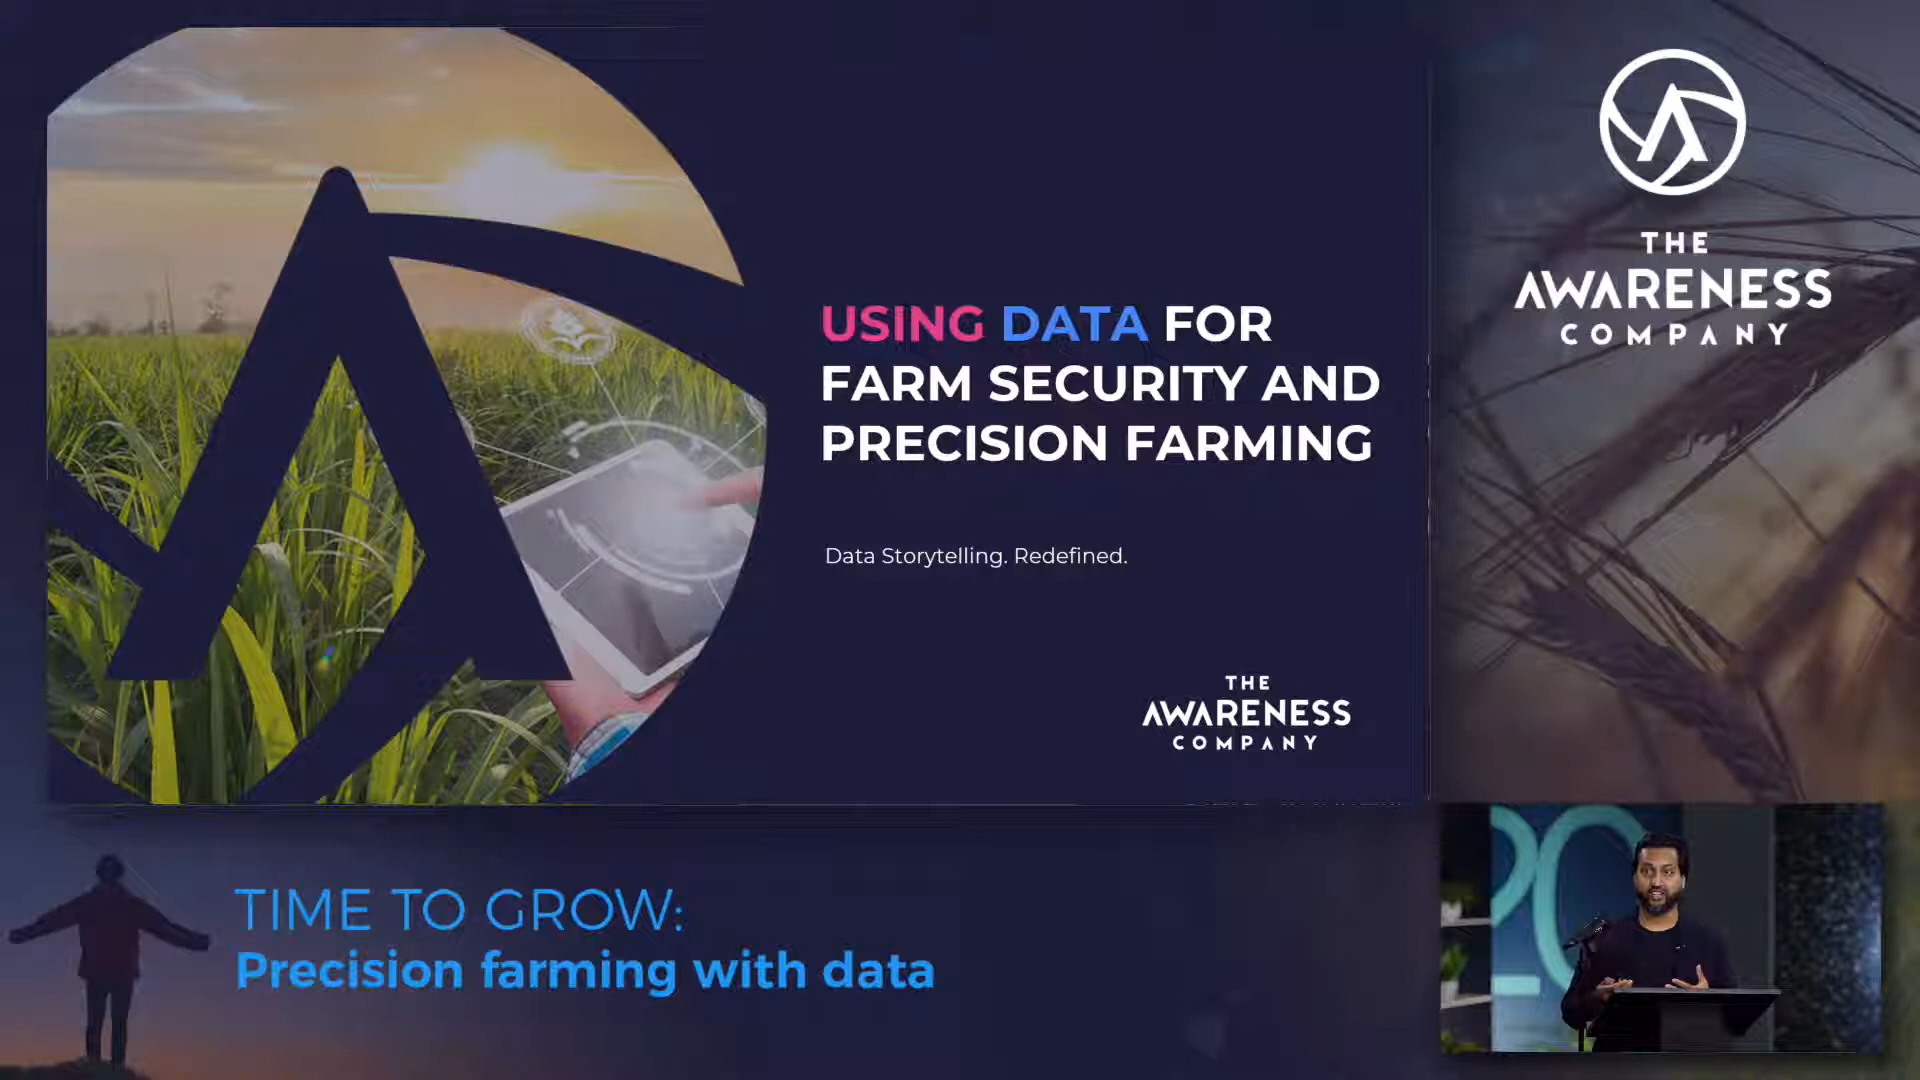 USING DATA FOR
FARM SECURITY AND
PRECISION FARMING
Data Storytelling. Redefined.
THE
AWARENESS
COMPANY
THE
AWARENESS
COMPANY
TIME TO GROW:
Precision farming with data
20